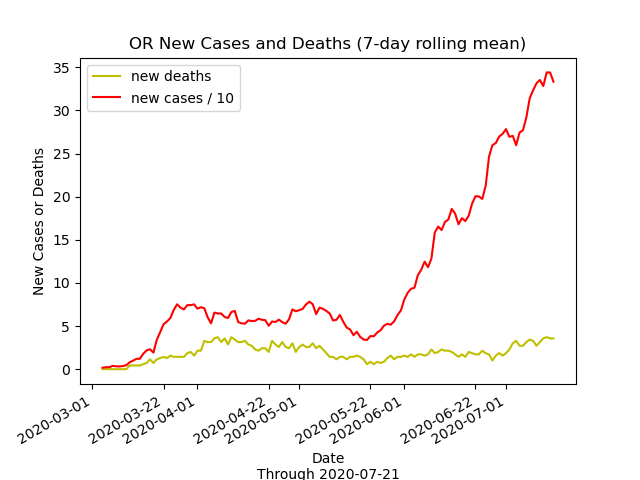 OR New Cases and Deaths (7-day rolling mean)
new deaths
new cases / 10
35
30
25
20
15
10
5
0
New Cases or Deaths
2020-03-01
2020-03-22
2020-04-01
2020-04-22
2020-05-01
2020-05-22
2020-06-01
2020-06-22
2020-07-01
Date
Through 2020-07-21